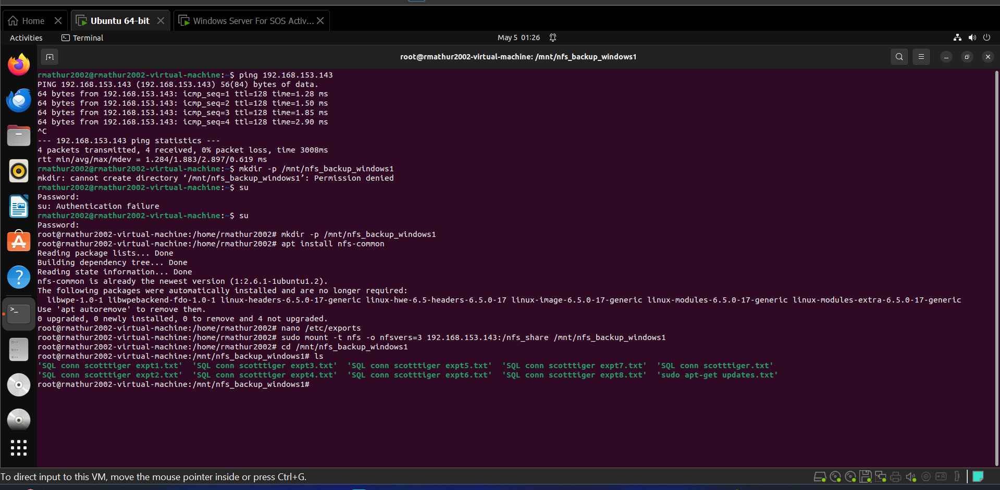 Home
Ubuntu 64-bit
Windows Server For SOS Activ...
Activities
Terminal
May 5 01:26
root@rmathur2002-virtual-machine: /mnt/nfs_backup_windows1
rmathur2002@rmathur2002-virtual-machine:~$ ping 192.168.153.143
PING 192.168.153.143 (192.168.153.143) 56(84) bytes of data.
64 bytes from 192.168.153.143: icmp_seq=1 ttl=128 time=1.28 ms
64 bytes from 192.168.153.143: icmp_seq=2 ttl=128 time=1.50 ms
64 bytes from 192.168.153.143: icmp_seq=3 ttl=128 time=1.85 ms
64 bytes from 192.168.153.143: icmp_seq=4 ttl=128 time=2.90 ms
^C
--- 192.168.153.143 ping statistics ---
4 packets transmitted, 4 received, 0% packet loss, time 3008ms
rtt min/avg/max/mdev = 1.284/1.883/2.897/0.619 ms
rmathur2002@rmathur2002-virtual-machine:~$ mkdir -p /mnt/nfs_backup_windows1
mkdir: cannot create directory ‘/mnt/nfs_backup_windows1’: Permission denied
rmathur2002@rmathur2002-virtual-machine:~$ su
Password:
su: Authentication failure
rmathur2002@rmathur2002-virtual-machine:~$ su
Password:
root@rmathur2002-virtual-machine:/home/rmathur2002# mkdir -p /mnt/nfs_backup_windows1
root@rmathur2002-virtual-machine:/home/rmathur2002# apt install nfs-common
Reading package lists... Done
Building dependency tree... Done
Reading state information... Done
nfs-common is already the newest version (1:2.6.1-1ubuntu1.2).
The following packages were automatically installed and are no longer required:
  libwpe-1.0-1 libwpebackend-fdo-1.0-1 linux-headers-6.5.0-17-generic linux-hwe-6.5-headers-6.5.0-17 linux-image-6.5.0-17-generic linux-modules-6.5.0-17-generic linux-modules-extra-6.5.0-17-generic
Use 'apt autoremove' to remove them.
0 upgraded, 0 newly installed, 0 to remove and 4 not upgraded.
root@rmathur2002-virtual-machine:/home/rmathur2002# nano /etc/exports
root@rmathur2002-virtual-machine:/home/rmathur2002# sudo mount -t nfs -o nfsvers=3 192.168.153.143:/nfs_share /mnt/nfs_backup_windows1
root@rmathur2002-virtual-machine:/home/rmathur2002# cd /mnt/nfs_backup_windows1
root@rmathur2002-virtual-machine:/mnt/nfs_backup_windows1# ls
'SQL conn scotttiger expt1.txt'  'SQL conn scotttiger expt3.txt'  'SQL conn scotttiger expt5.txt'  'SQL conn scotttiger expt7.txt'  'SQL conn scotttiger.txt'
'SQL conn scotttiger expt2.txt'  'SQL conn scotttiger expt4.txt'  'SQL conn scotttiger expt6.txt'  'SQL conn scotttiger expt8.txt'  'sudo apt-get updates.txt'
root@rmathur2002-virtual-machine:/mnt/nfs_backup_windows1#
To direct input to this VM, move the mouse pointer inside or press Ctrl+G.